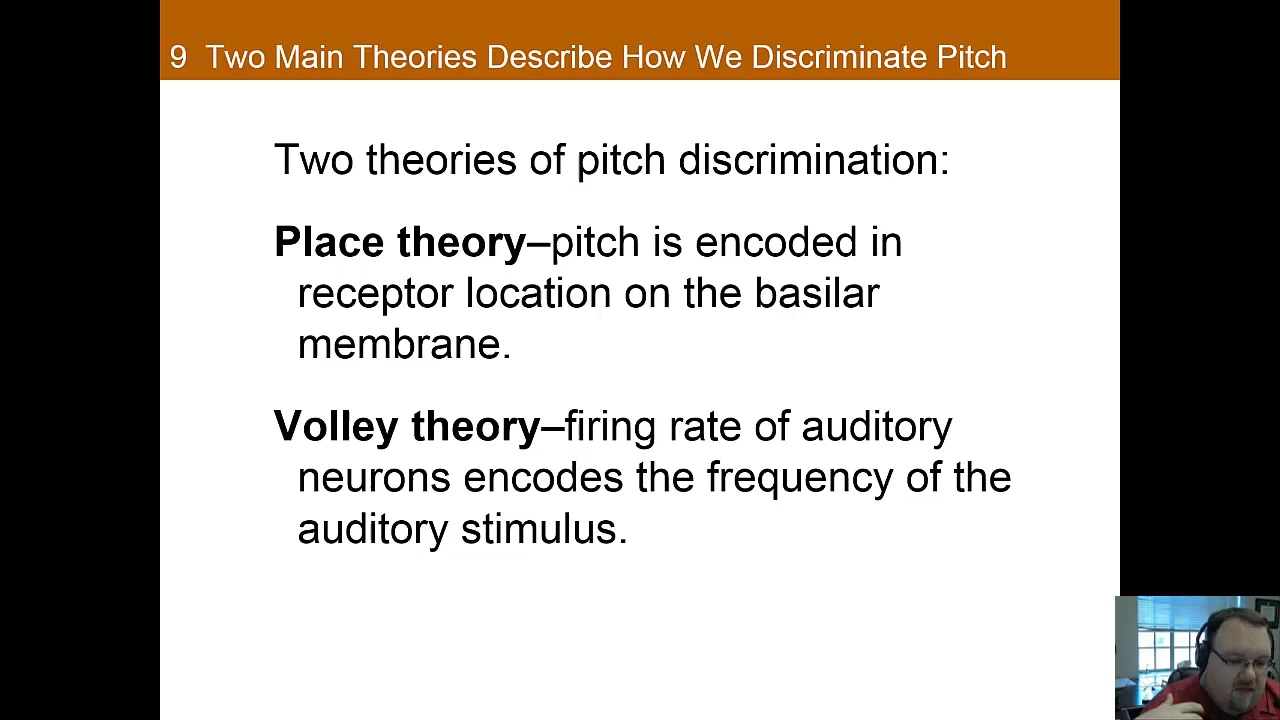 9 Two Main Theories Describe How We Discriminate Pitch
Two theories of pitch discrimination:
Place theory–pitch is encoded in
receptor location on the basilar
membrane.
Volley theory–firing rate of auditory
neurons encodes the frequency of the
auditory stimulus.